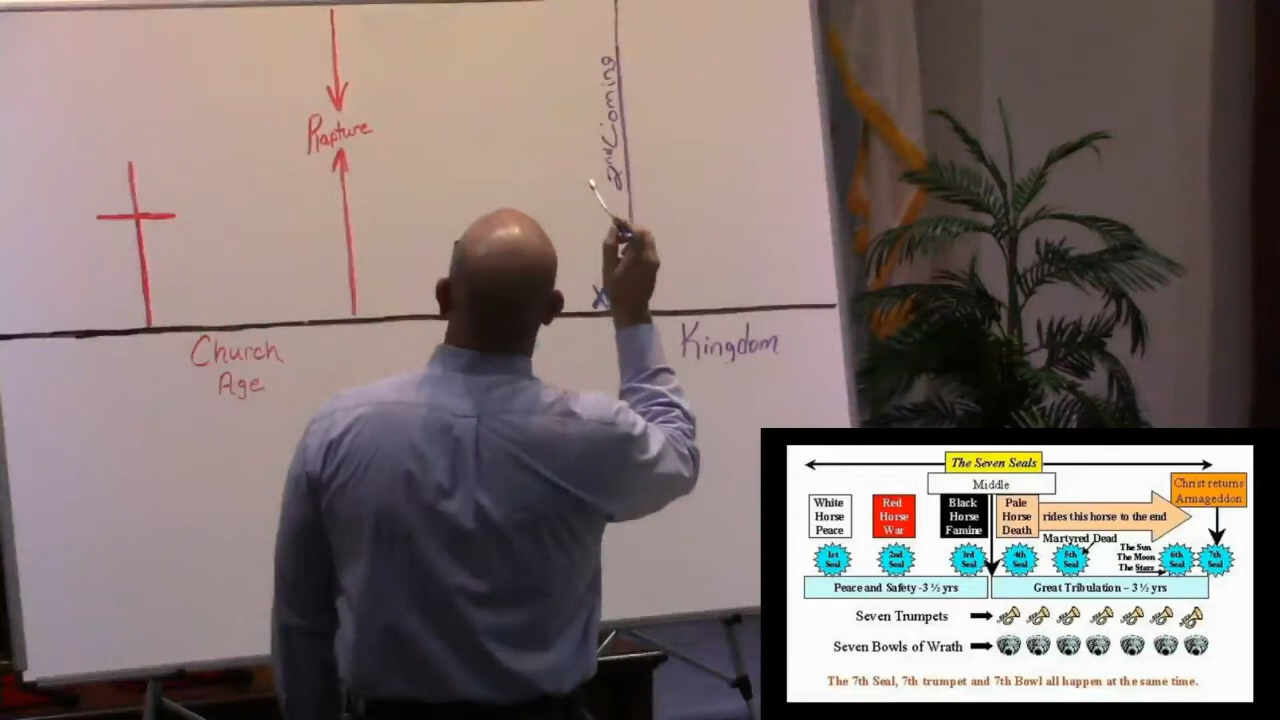 Rapture
2nd Coming
Church
Age
Kingdom
The Seven Seals
Middle
Christ returns
Armageddon
White
Horse
Peace
Red
Horse
War
Black
Horse
Famine
Pale
Horse
Death
rides this horse to the end
Martyred Dead
The Sun
The Moon
The Stars
1st
Seal
2nd
Seal
3rd
Seal
4th
Seal
5th
Seal
6th
Seal
7th
Seal
Peace and Safety -3 ½ yrs
Great Tribulation – 3 ½ yrs
Seven Trumpets
Seven Bowls of Wrath
The 7th Seal, 7th trumpet and 7th Bowl all happen at the same time.